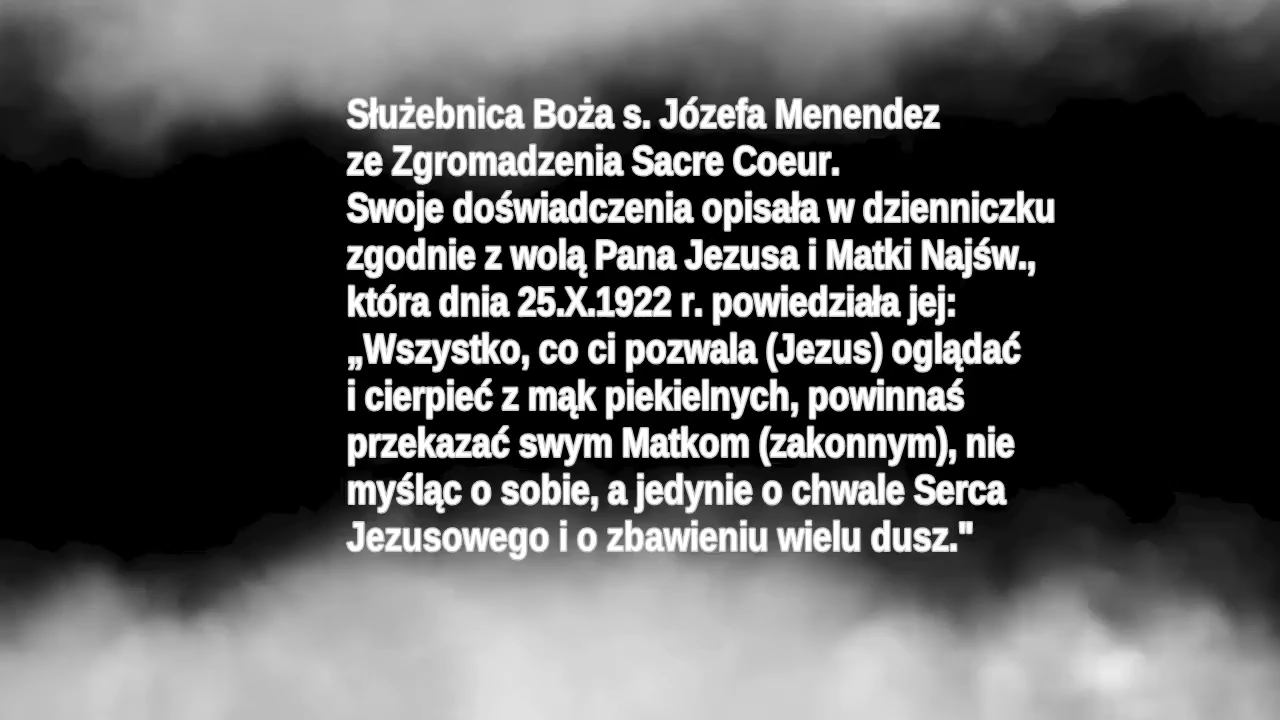 Służebnica Boża s. Józefa Menendez
ze Zgromadzenia Sacre Coeur.
Swoje doświadczenia opisała w dzienniczku
zgodnie z wolą Pana Jezusa i Matki Najśw.,
która dnia 25.X.1922 r. powiedziała jej:
„Wszystko, co ci pozwala (Jezus) oglądać
i cierpieć z mąk piekielnych, powinnaś
przekazać swym Matkom (zakonnym), nie
myśląc o sobie, a jedynie o chwale Serca
Jezusowego i o zbawieniu wielu dusz."